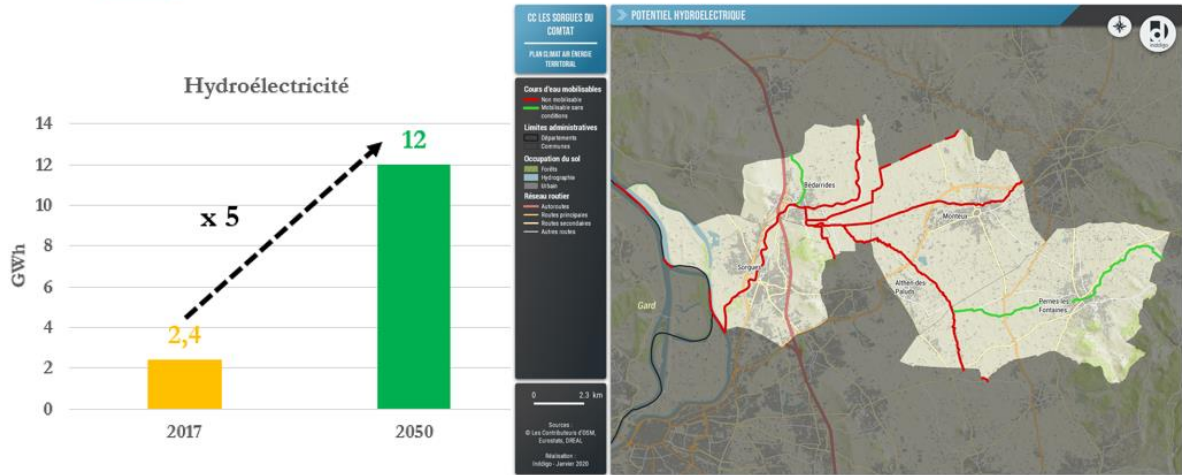 Hydroélectricité
GWh
14
12
10
8
6
4
2
0
x 5
2,4
12
2017
2050
CC LES SORGUES DU
COMTAT
PLAN CLIMAT AIR ÉNERGIE
TERRITORIAL
Cours d'eau mobilisables
Non mobilisable
Mobilisable sans
conditions
Limites administratives
Départements
Communes
Occupation du sol
Forêts
Hydrographie
Urbain
Réseau routier
Autoroutes
Routes principales
Routes secondaires
Autres routes
0 2.3 km
Sources :
© Les Contributeurs d'OSM,
Eurostats, DREAL
Réalisation :
Inddigo - Janvier 2020
POTENTIEL HYDROELECTRIQUE
inddigo
Bédarrides
Monteux
Sorgues
Althen-des-
Paluds
Pernes-les-
Fontaines
Gard